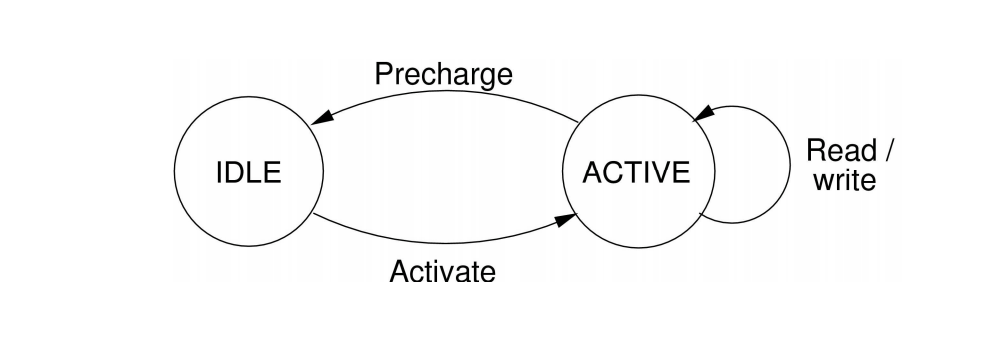 Precharge
IDLE
ACTIVE
Read /
write
Activate